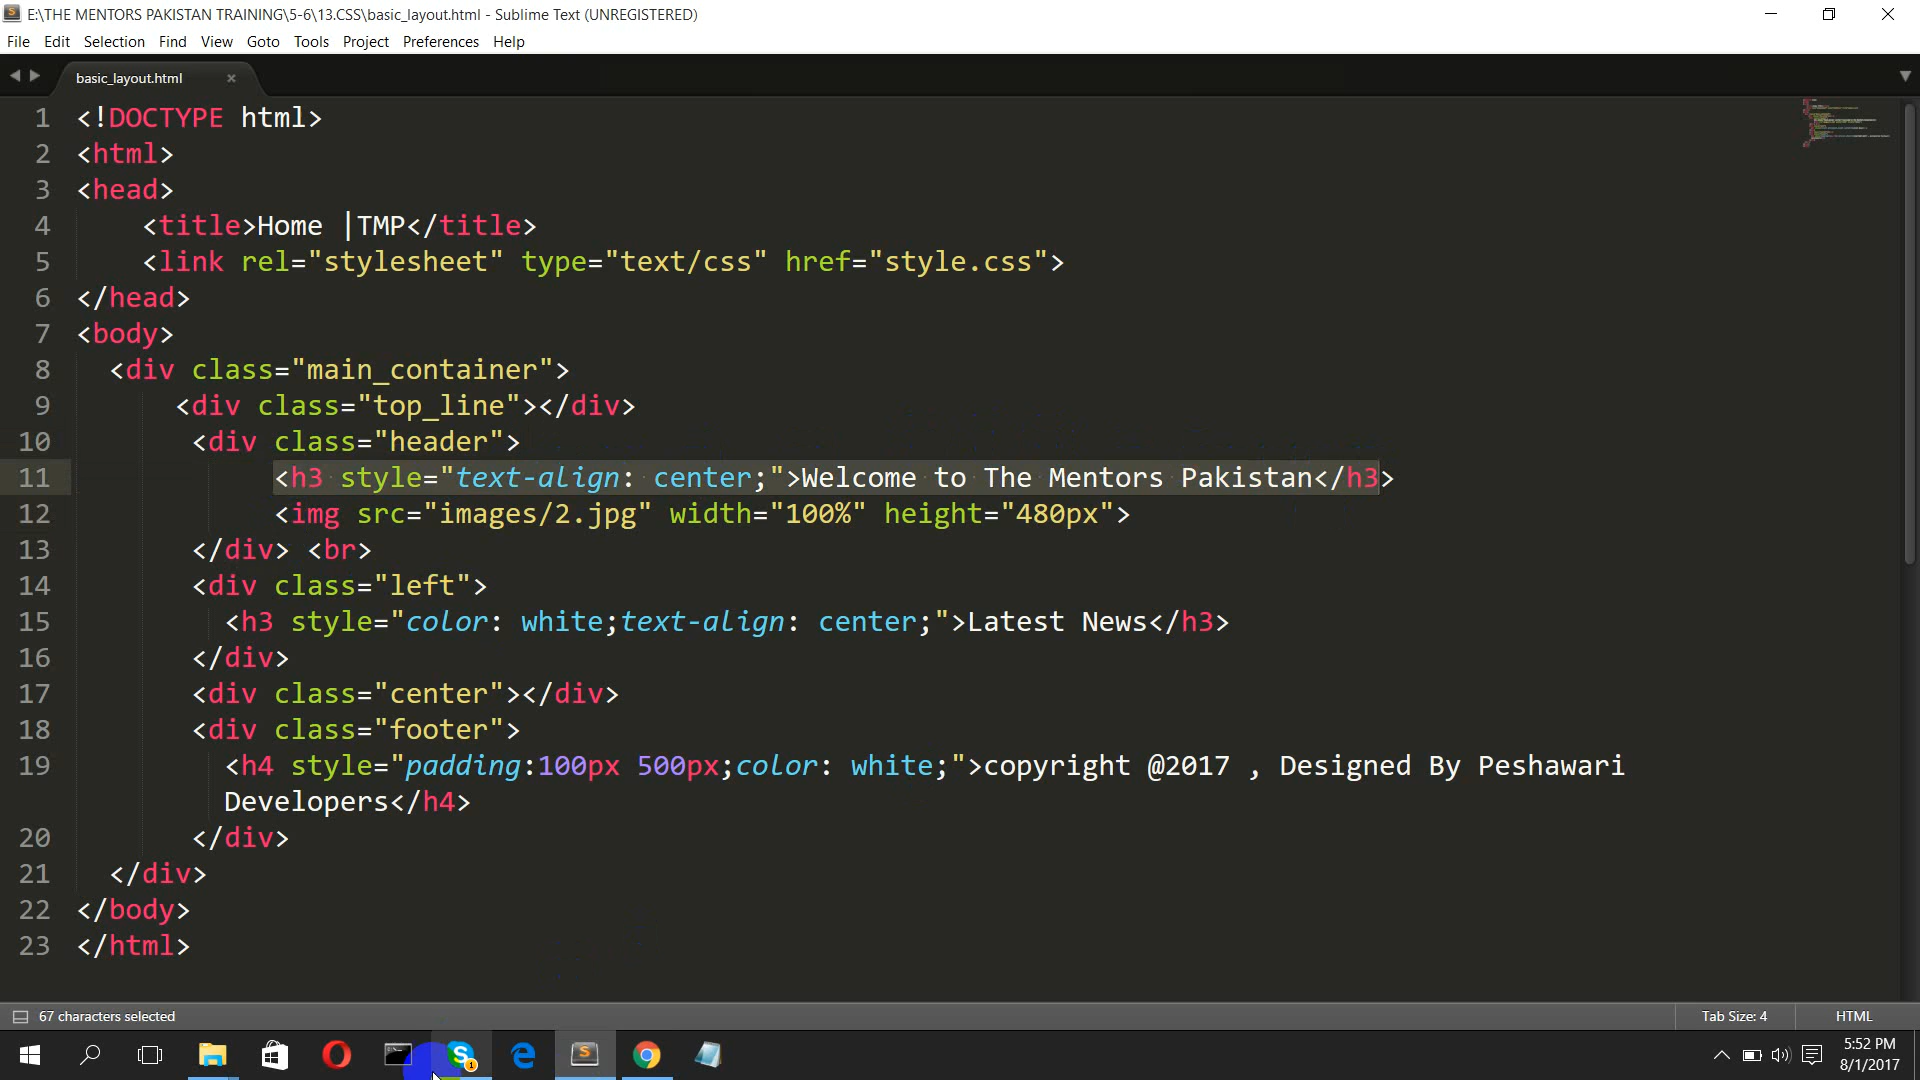 E:\THE MENTORS PAKISTAN TRAINING\5-6\13.CSS\basic_layout.html - Sublime Text (UNREGISTERED)
File Edit Selection Find View Goto Tools Project Preferences Help
basic_layout.html
1 <!DOCTYPE html>
2 <html>
3 <head>
4 <title>Home |TMP</title>
5 <link rel="stylesheet" type="text/css" href="style.css">
6 </head>
7 <body>
8 <div class="main_container">
9 <div class="top_line"></div>
10 <div class="header">
11 <h3 style="text-align: center;">Welcome to The Mentors Pakistan</h3>
12 <img src="images/2.jpg" width="100%" height="480px">
13 </div> <br>
14 <div class="left">
15 <h3 style="color: white;text-align: center;">Latest News</h3>
16 </div>
17 <div class="center"></div>
18 <div class="footer">
19 <h4 style="padding:100px 500px;color: white;">copyright @2017 , Designed By Peshawari
Developers</h4>
20 </div>
21 </div>
22 </body>
23 </html>
67 characters selected Tab Size: 4 HTML
5:52 PM
8/1/2017